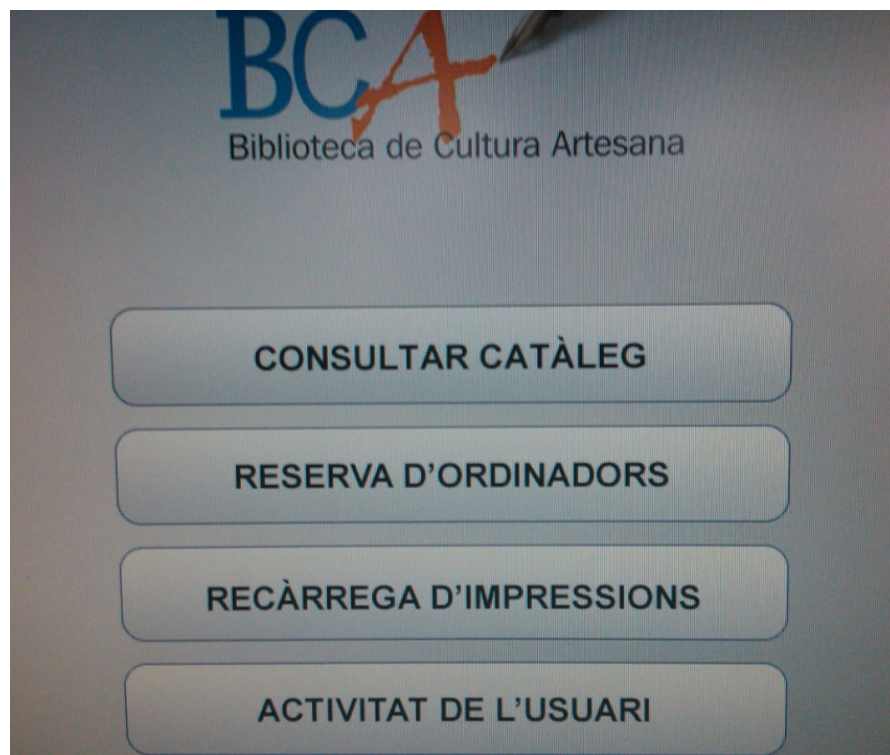 BCA
Biblioteca de Cultura Artesana
CONSULTAR CATÀLEG
RESERVA D'ORDINADORS
RECÀRREGA D'IMPRESSIONS
ACTIVITAT DE L'USUARI